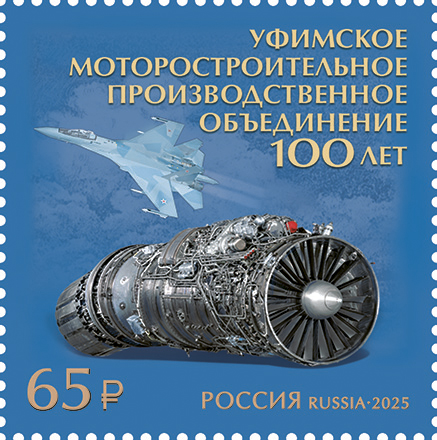 УФИМСКОЕ
МОТОРОСТРОИТЕЛЬНОЕ
ПРОИЗВОДСТВЕННОЕ
ОБЪЕДИНЕНИЕ
100 ЛЕТ
65 ₽
РОССИЯ RUSSIA·2025